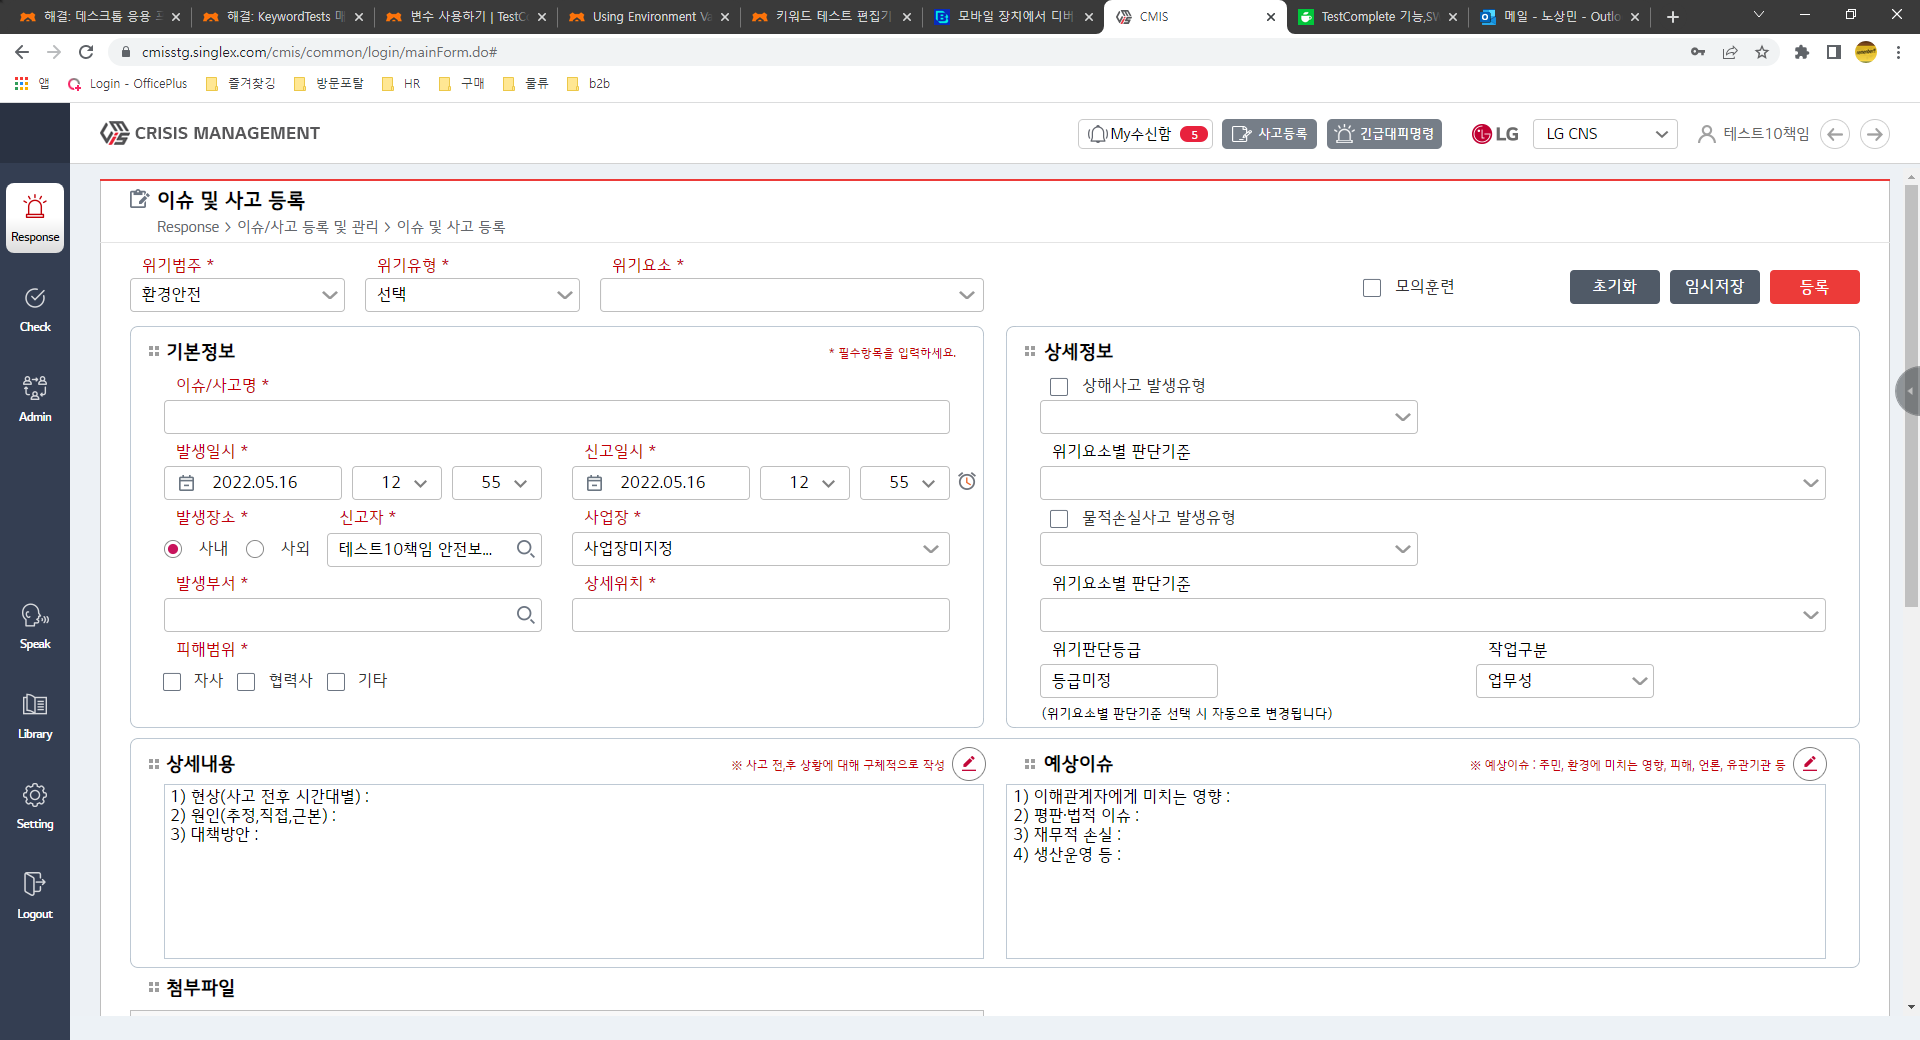 해결: 데스크톱 응용
해결: KeywordTests
변수 사용하기 | TestC
Using Environment Va
키워드 테스트 편집기
모바일 장치에서 디버
CMIS
TestComplete 기능,SV
메일 - 노상민 - Outlo
cmisstg.singlex.com/cmis/common/login/mainForm.do#
앱
Login - OfficePlus
즐겨찾깅
방문포탈
HR
구매
물류
b2b
CRISIS MANAGEMENT
My수신함 5
사고등록
긴급대피명령
LG
LG CNS
테스트10책임
Response
Check
Admin
Speak
Library
Setting
Logout
이슈 및 사고 등록
Response > 이슈/사고 등록 및 관리 > 이슈 및 사고 등록
위기범주 *
위기유형 *
위기요소 *
환경안전
선택
모의훈련
초기화
임시저장
등록
기본정보
* 필수항목을 입력하세요.
이슈/사고명 *
발생일시 *
신고일시 *
2022.05.16
12
55
2022.05.16
12
55
발생장소 *
신고자 *
사업장 *
사내
사외
테스트10책임 안전보...
사업장미지정
발생부서 *
상세위치 *
피해범위 *
자사
협력사
기타
상세정보
상해사고 발생유형
위기요소별 판단기준
물적손실사고 발생유형
위기요소별 판단기준
위기판단등급
작업구분
등급미정
업무성
(위기요소별 판단기준 선택 시 자동으로 변경됩니다)
상세내용
※ 사고 전,후 상황에 대해 구체적으로 작성
1) 현상(사고 전후 시간대별) :
2) 원인(추정,직접,근본) :
3) 대책방안 :
예상이슈
※ 예상이슈 : 주민, 환경에 미치는 영향, 피해, 언론, 유관기관 등
1) 이해관계자에게 미치는 영향 :
2) 평판·법적 이슈 :
3) 재무적 손실 :
4) 생산운영 등 :
첨부파일